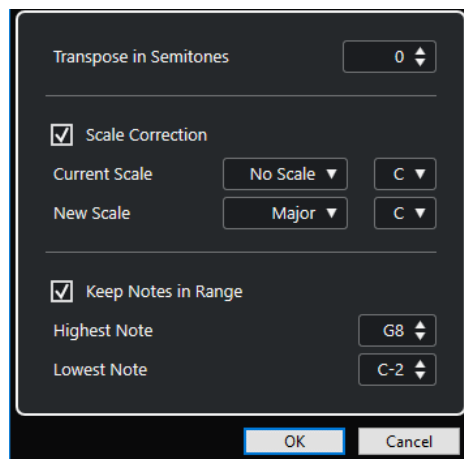 Transpose in Semitones 0
Scale Correction
Current Scale No Scale C
New Scale Major C
Keep Notes in Range
Highest Note G8
Lowest Note C-2
OK Cancel